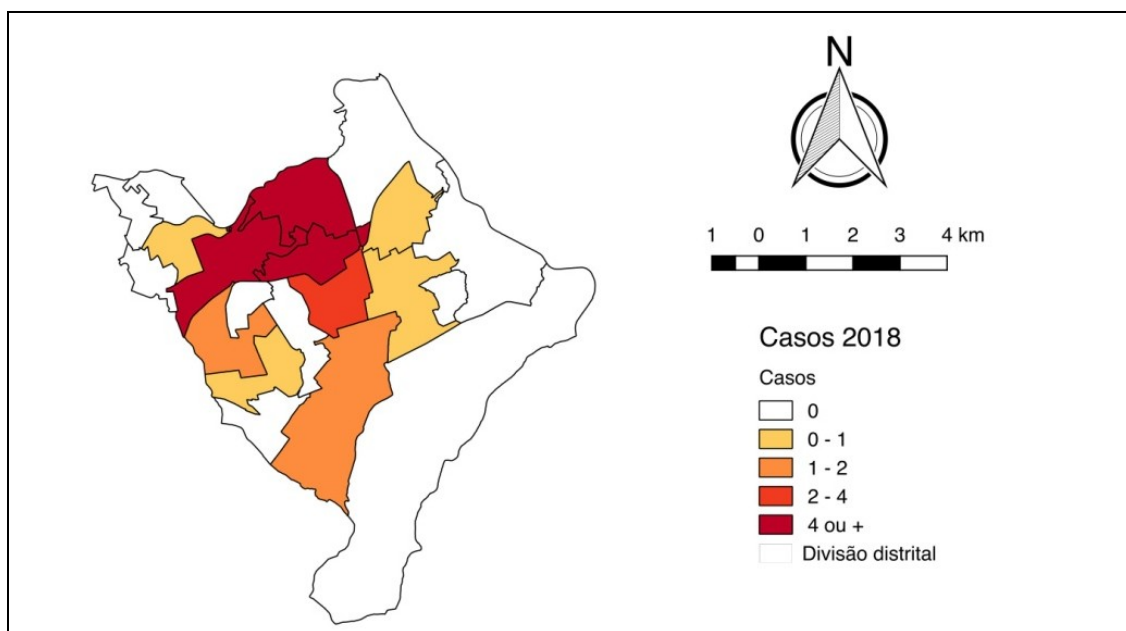 N
1 0 1 2 3 4 km
Casos 2018
Casos
0
0 - 1
1 - 2
2 - 4
4 ou +
Divisão distrital